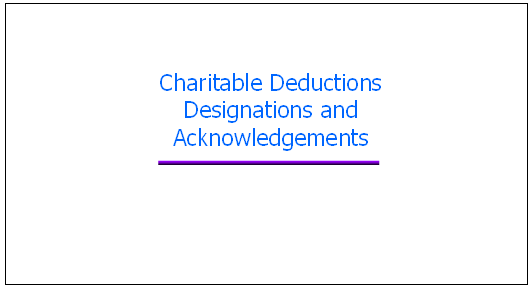 Charitable Deductions
Designations and
Acknowledgements